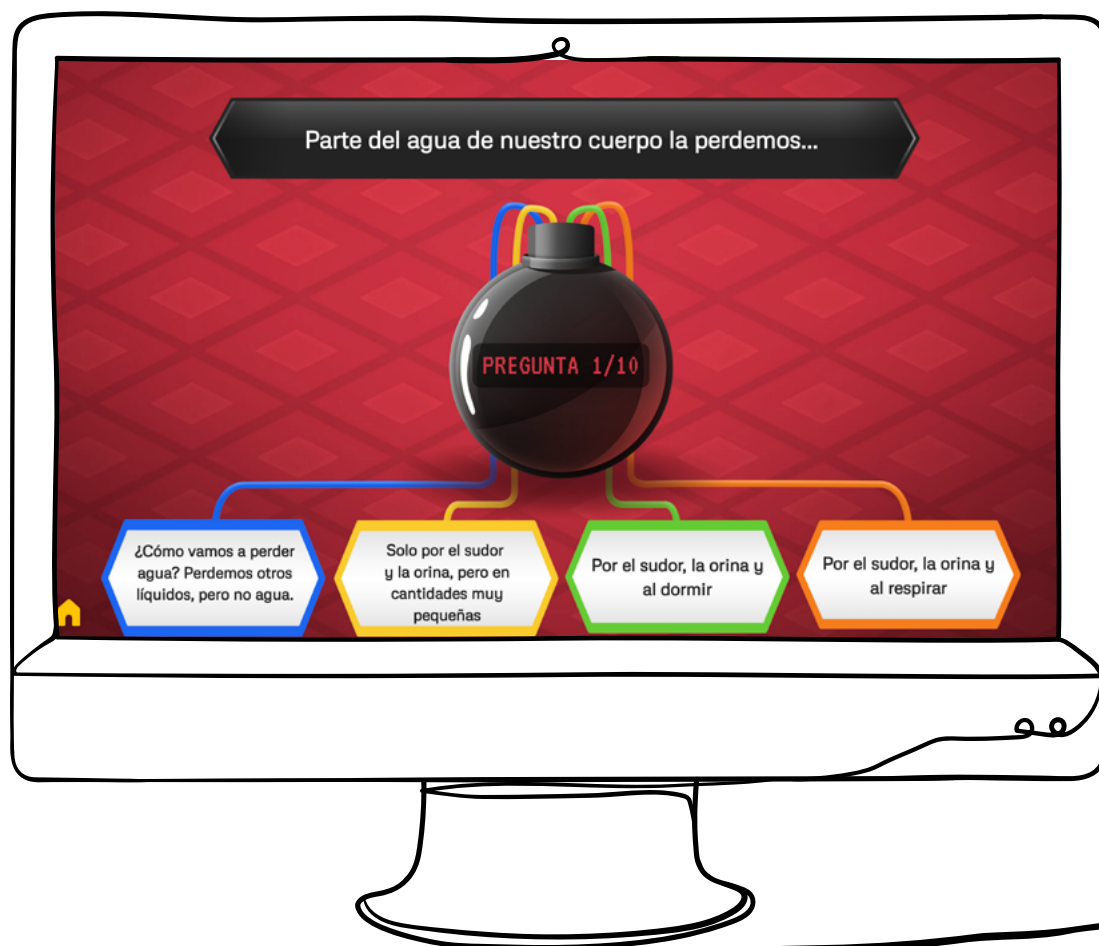 Parte del agua de nuestro cuerpo la perdemos...
PREGUNTA 1/10
¿Cómo vamos a perder
agua? Perdemos otros
líquidos, pero no agua.
Solo por el sudor
y la orina, pero en
cantidades muy
pequeñas
Por el sudor, la orina y
al dormir
Por el sudor, la orina y
al respirar